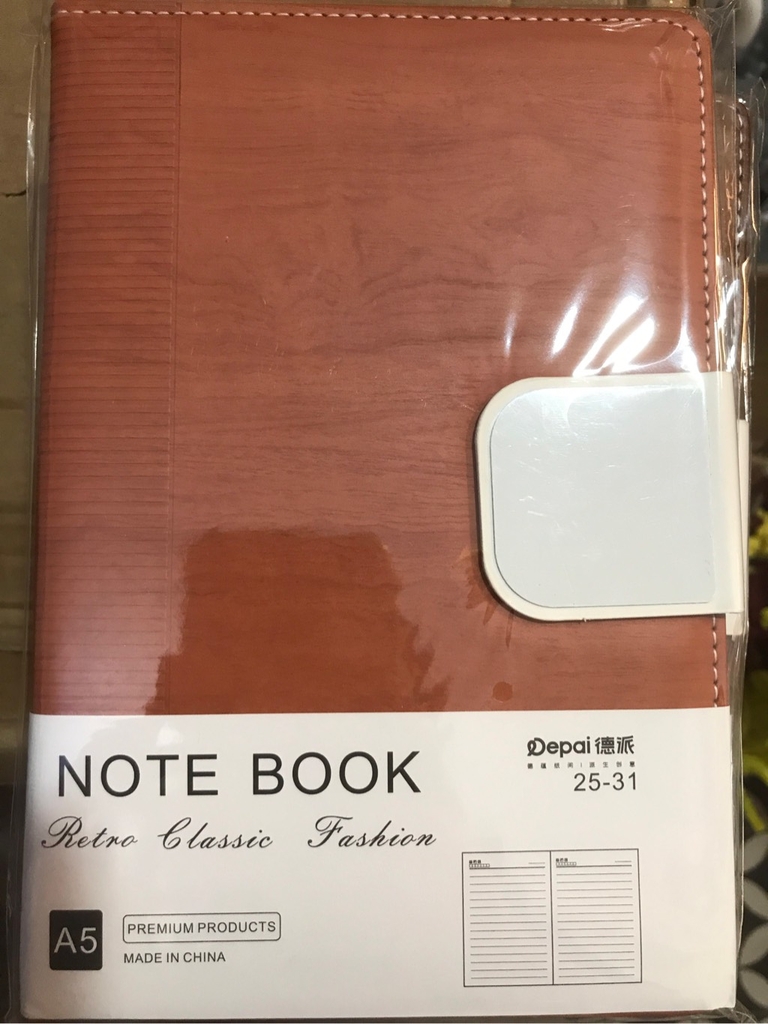 NOTE BOOK
Retro Classic Fashion
Depai 德派
25-31
A5
PREMIUM PRODUCTS
MADE IN CHINA